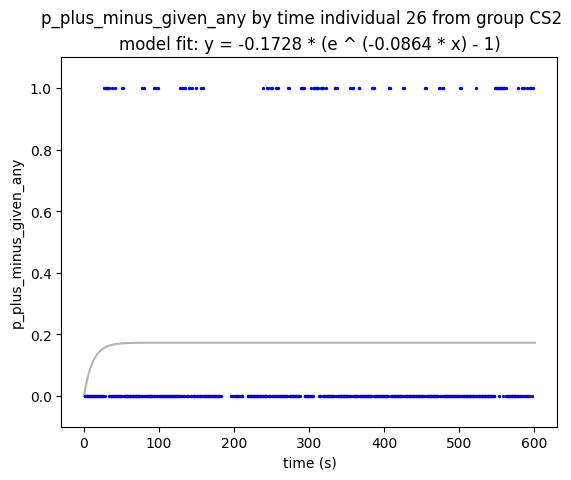 p_plus_minus_given_any by time individual 26 from group CS2
model fit: y = -0.1728 * (e ^ (-0.0864 * x) - 1)
1.0
0.8
0.6
0.4
0.2
0.0
p_plus_minus_given_any
0 100 200 300 400 500 600
time (s)